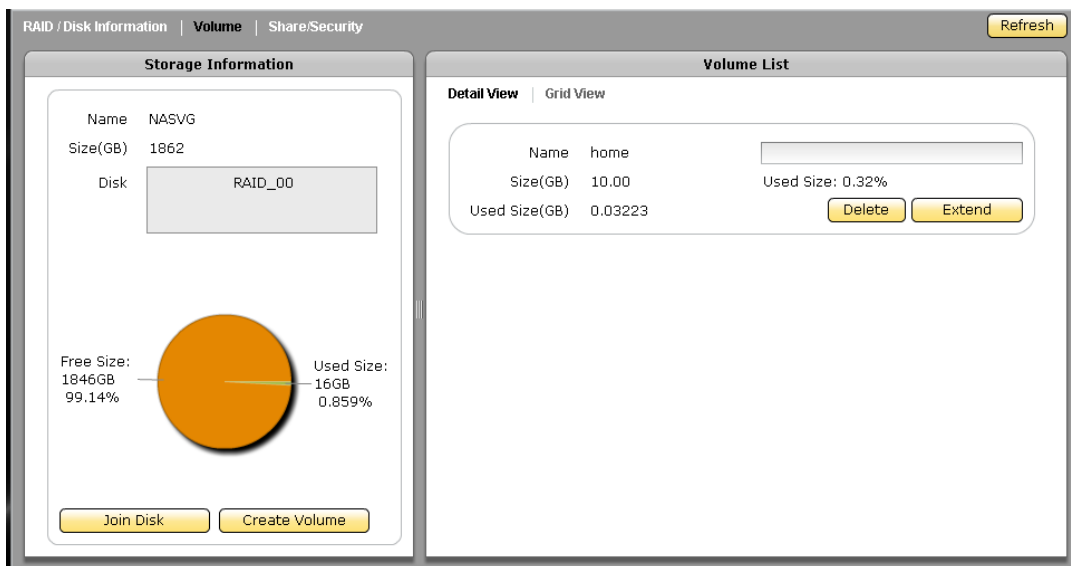 RAID / Disk Information | Volume | Share/Security
Refresh
Storage Information
Name NASVG
Size(GB) 1862
Disk RAID_00
Free Size:
1846GB
99.14%
Used Size:
16GB
0.859%
Join Disk Create Volume
Volume List
Detail View | Grid View
Name home
Size(GB) 10.00 Used Size: 0.32%
Used Size(GB) 0.03223 Delete Extend